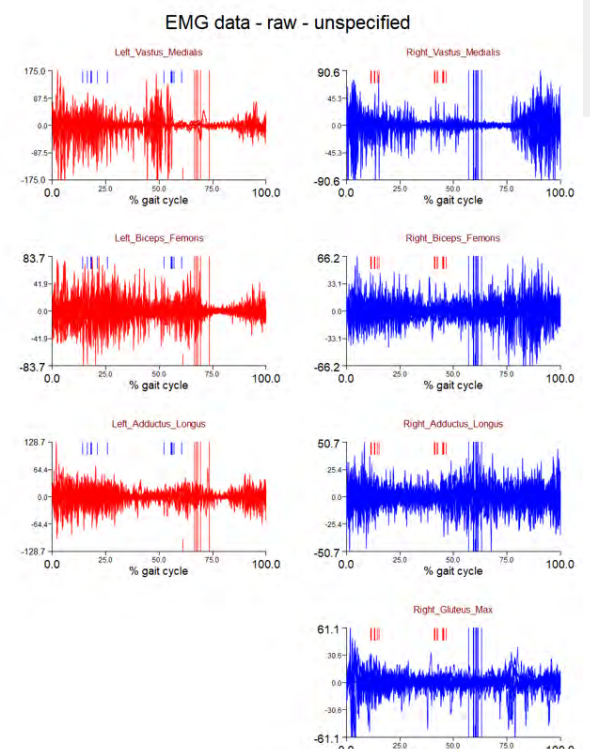 EMG data - raw - unspecified
Left_Vastus_Medialis
175.0
87.5
0.0
-87.5
-175.0
0.0 25.0 50.0 75.0 100.0
% gait cycle
Right_Vastus_Medialis
90.6
45.3
0.0
-45.3
-90.6
0.0 25.0 50.0 75.0 100.0
% gait cycle
Left_Biceps_Femoris
83.7
41.9
0.0
-41.9
-83.7
0.0 25.0 50.0 75.0 100.0
% gait cycle
Right_Biceps_Femoris
66.2
33.1
0.0
-33.1
-66.2
0.0 25.0 50.0 75.0 100.0
% gait cycle
Left_Adductus_Longus
128.7
64.4
0.0
-64.4
-128.7
0.0 25.0 50.0 75.0 100.0
% gait cycle
Right_Adductus_Longus
50.7
25.4
0.0
-25.4
-50.7
0.0 25.0 50.0 75.0 100.0
% gait cycle
Right_Gluteus_Max
61.1
30.5
0.0
-30.5
-61.1